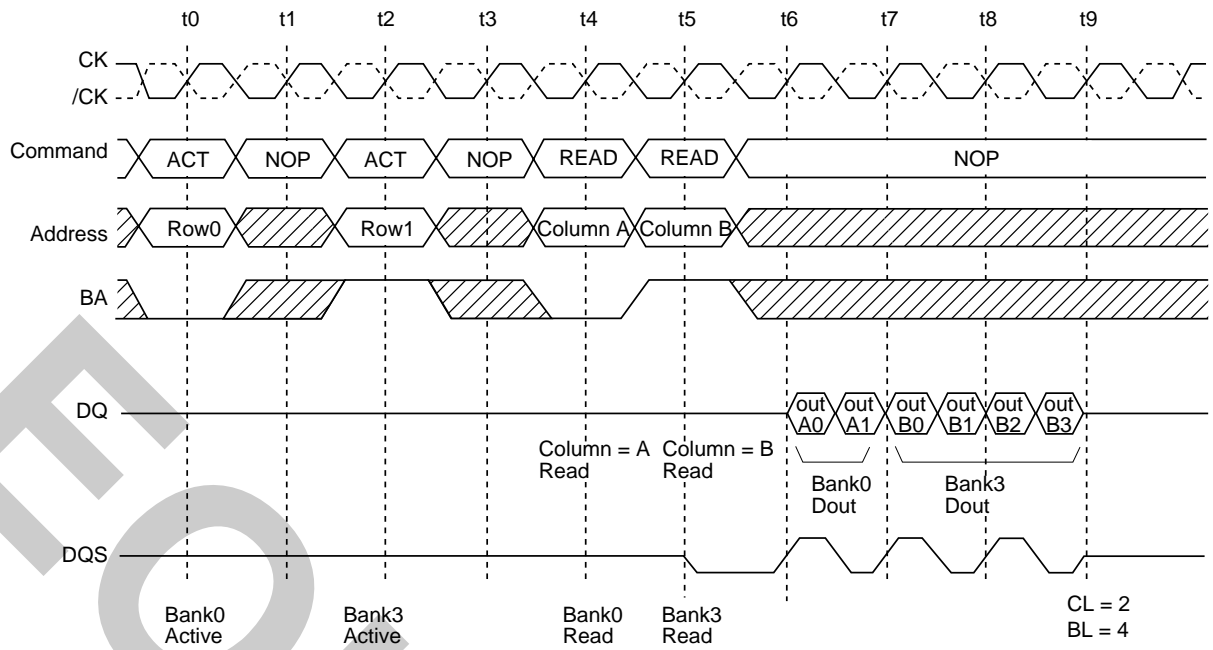 t0 t1 t2 t3 t4 t5 t6 t7 t8 t9
CK
/CK
Command ACT NOP ACT NOP READ READ NOP
Address Row0 Row1 Column A Column B
BA
DQ out A0 out A1 out B0 out B1 out B2 out B3
Column = A Read
Column = B Read
Bank0 Dout
Bank3 Dout
DQS
Bank0 Active
Bank3 Active
Bank0 Read
Bank3 Read
CL = 2
BL = 4